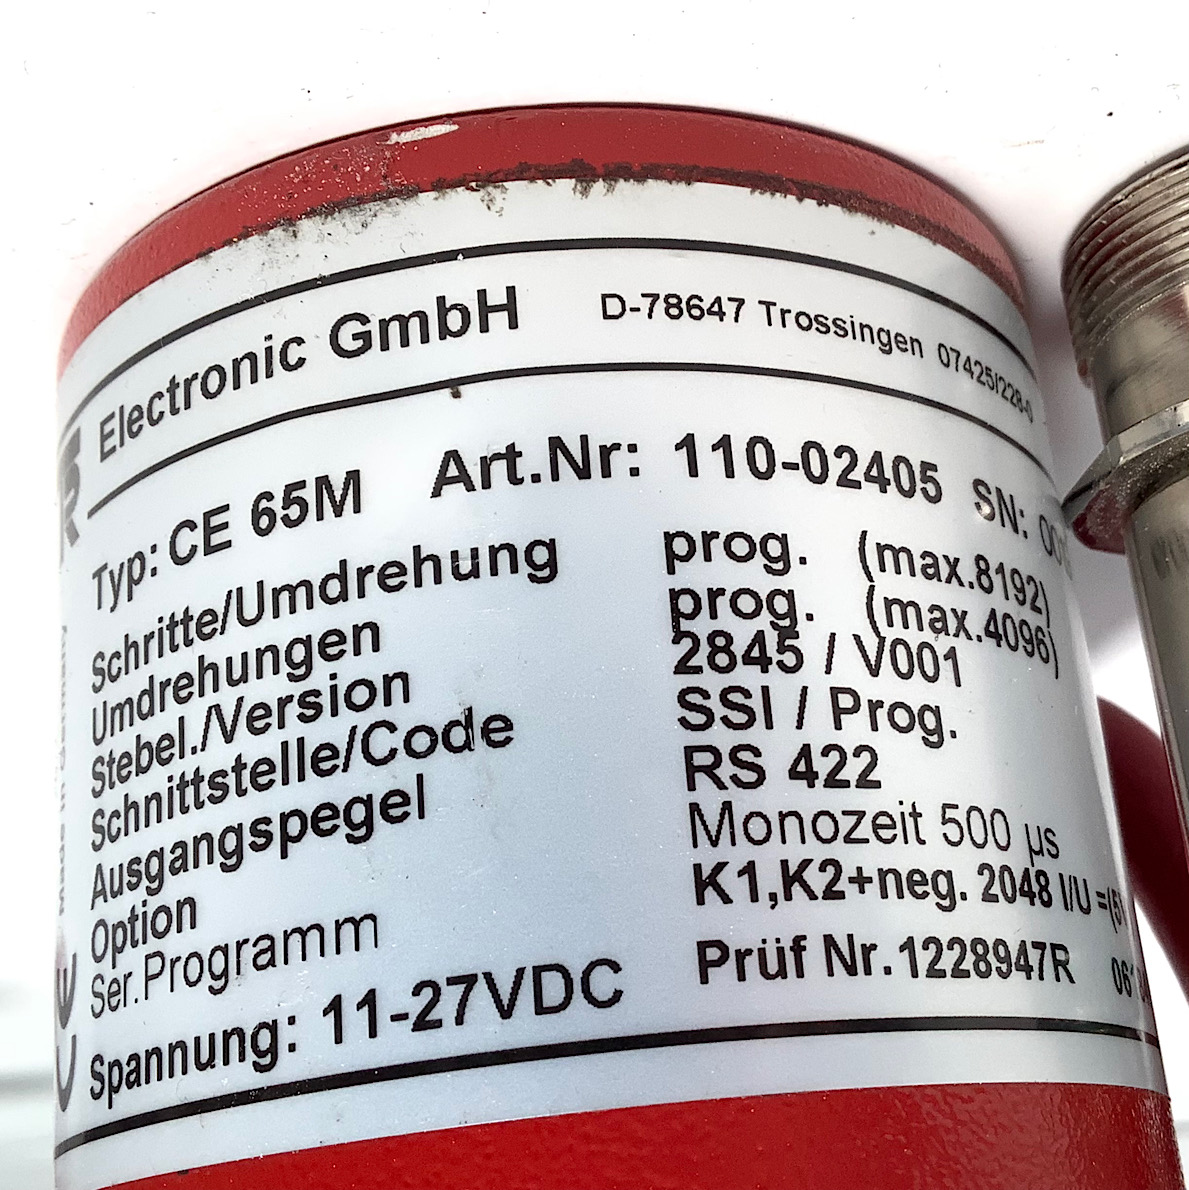 Electronic GmbH D-78647 Trossingen 07425/228-0
Typ: CE 65M Art.Nr: 110-02405 SN:
Schritte/Umdrehung prog. (max.8192)
Umdrehungen prog. (max.4096)
Stebel./Version 2845 / V001
Schnittstelle/Code SSI / Prog.
Ausgangspegel RS 422
Option Monozeit 500 µs
Ser.Programm K1,K2+neg. 2048 I/U =(5
Spannung: 11-27VDC Prüf Nr. 1228947R
CE